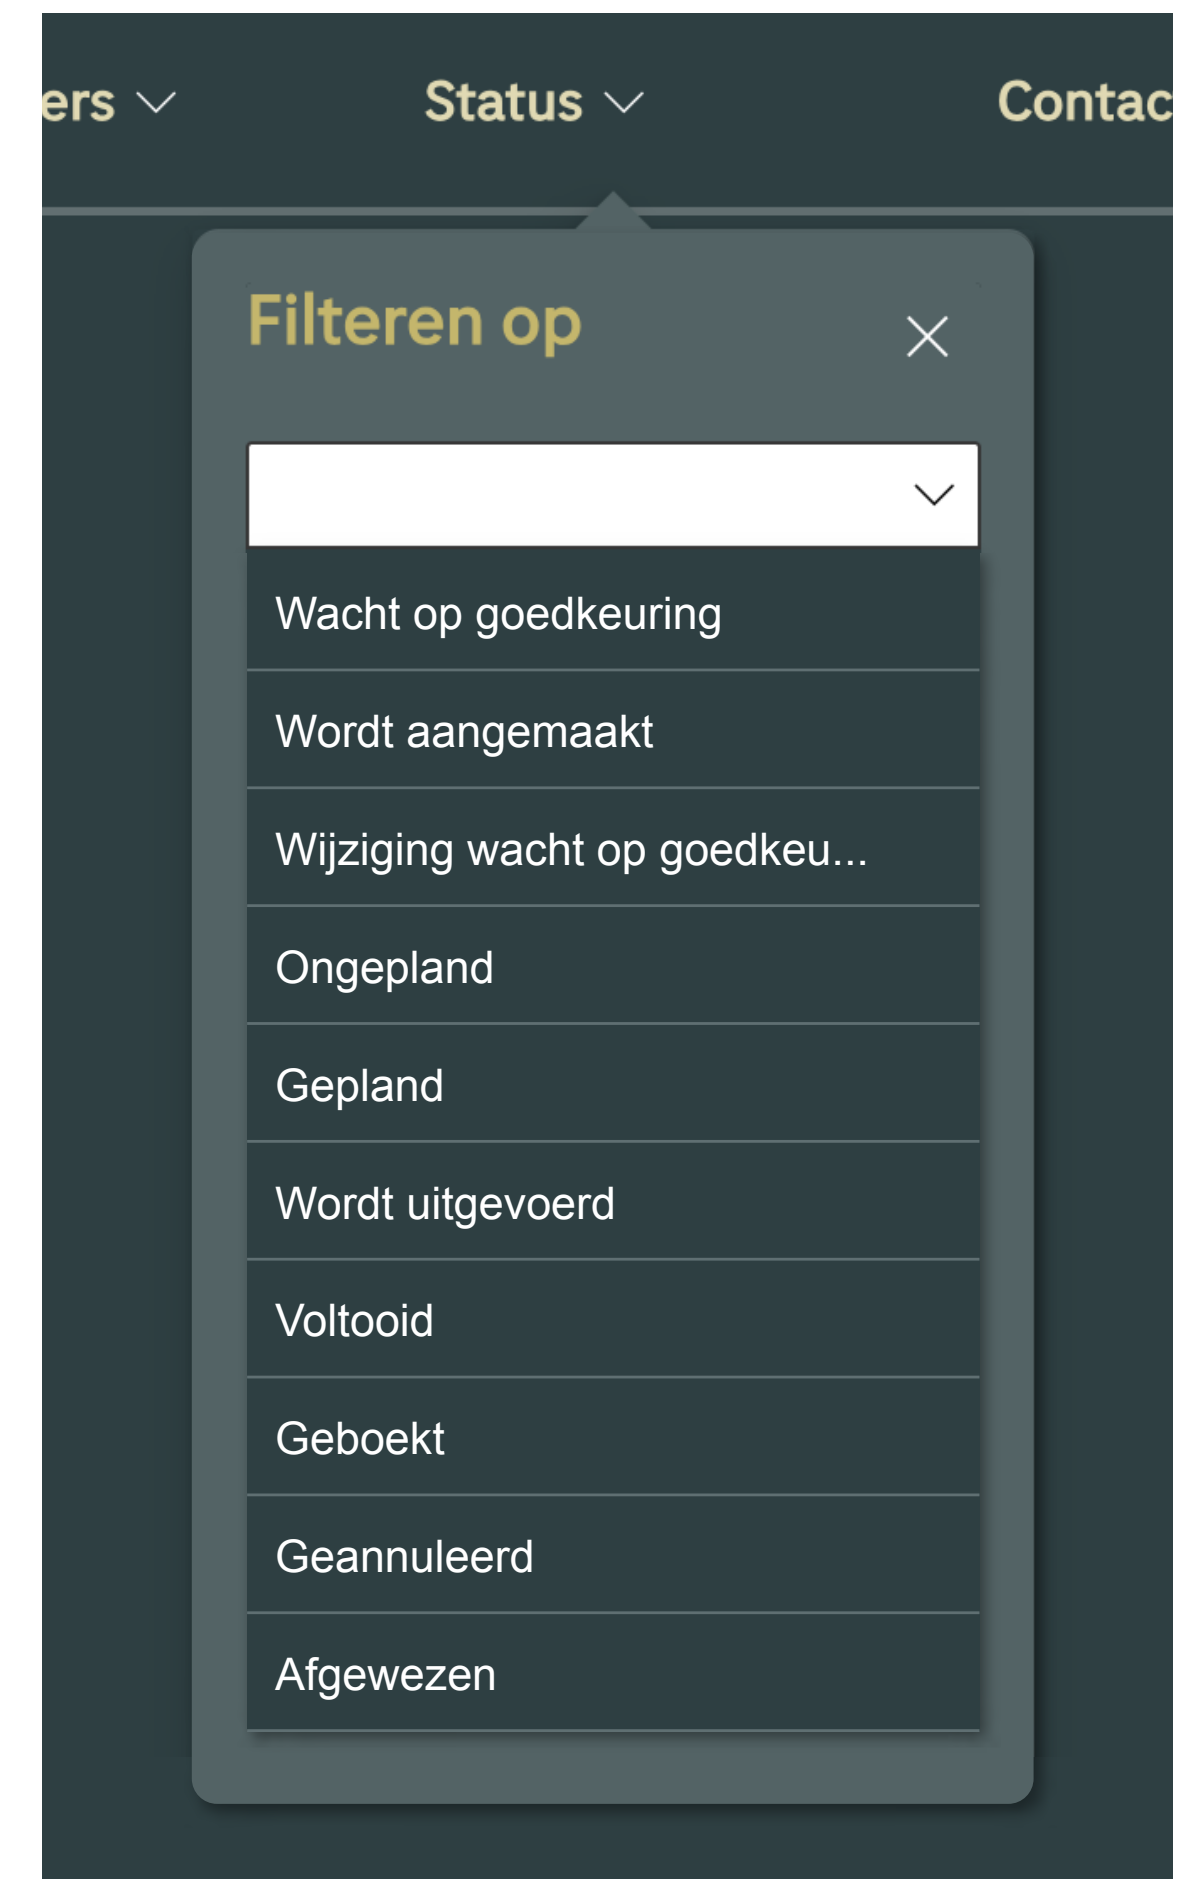 ers Status Contac
Filteren op
Wacht op goedkeuring
Wordt aangemaakt
Wijziging wacht op goedkeu...
Ongepland
Gepland
Wordt uitgevoerd
Voltooid
Geboekt
Geannuleerd
Afgewezen